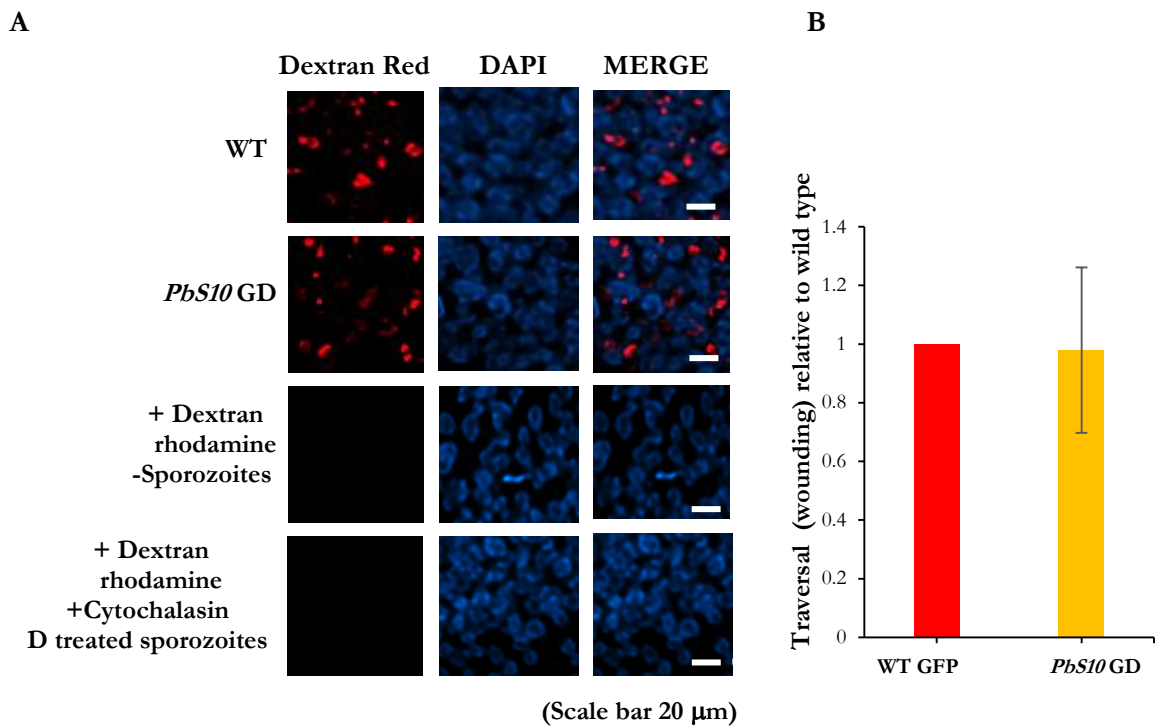 A
Dextran Red DAPI MERGE
WT
PbS10 GD
+ Dextran
rhodamine
-Sporozoites
+ Dextran
rhodamine
+Cytochalasin
D treated sporozoites
(Scale bar 20 μm)
B
Traversal (wounding) relative to wild type
1.4
1.2
1
0.8
0.6
0.4
0.2
0
WT GFP PbS10 GD